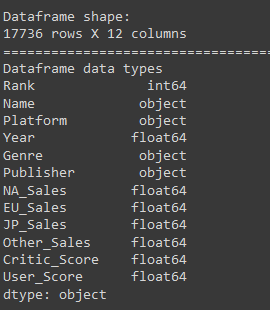 Dataframe shape:
17736 rows X 12 columns
===================================
Dataframe data types
Rank int64
Name object
Platform object
Year float64
Genre object
Publisher object
NA_Sales float64
EU_Sales float64
JP_Sales float64
Other_Sales float64
Critic_Score float64
User_Score float64
dtype: object